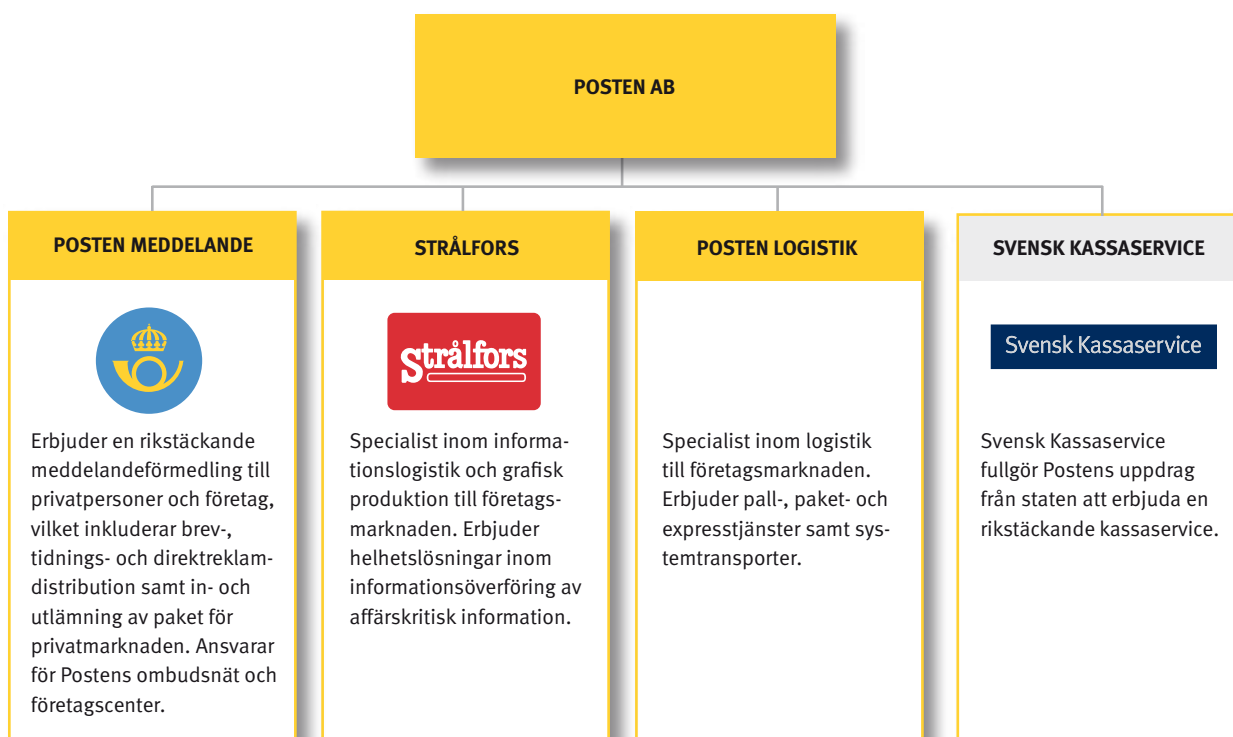 POSTEN AB
POSTEN MEDDELANDE
Erbjuder en rikstäckande
meddelandeförmedling till
privatpersoner och företag,
vilket inkluderar brev-,
tidnings- och direktreklam-
distribution samt in- och
utlämning av paket för
privatmarknaden. Ansvarar
för Postens ombudsnät och
företagscenter.
STRÅLFORS
Strålfors
Specialist inom informa-
tionslogistik och grafisk
produktion till företags-
marknaden. Erbjuder
helhetslösningar inom
informationsöverföring av
affärskritisk information.
POSTEN LOGISTIK
Specialist inom logistik
till företagsmarknaden.
Erbjuder pall-, paket- och
expresstjänster samt sys-
temtransporter.
SVENSK KASSASERVICE
Svensk Kassaservice
Svensk Kassaservice
fullgör Postens uppdrag
från staten att erbjuda en
rikstäckande kassaservice.